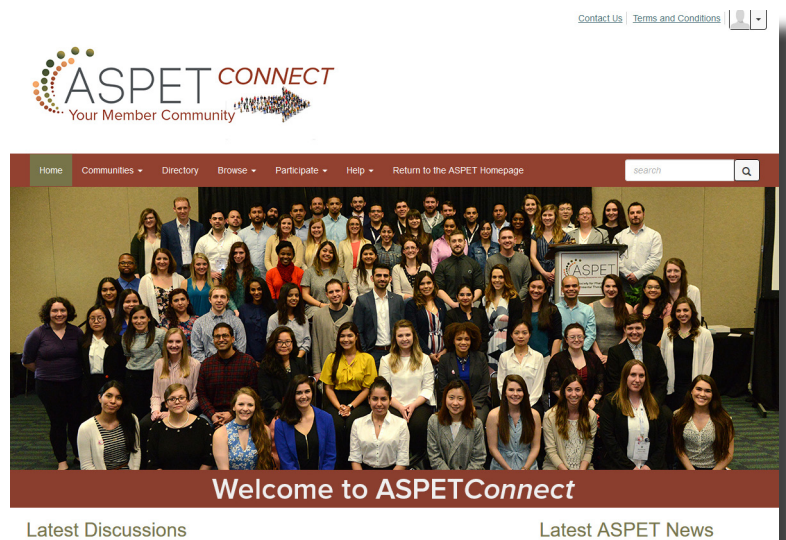 Contact Us Terms and Conditions
ASPET CONNECT
Your Member Community
Home Communities Directory Browse Participate Help Return to the ASPET Homepage search
ASPET
Welcome to ASPETConnect
Latest Discussions Latest ASPET News